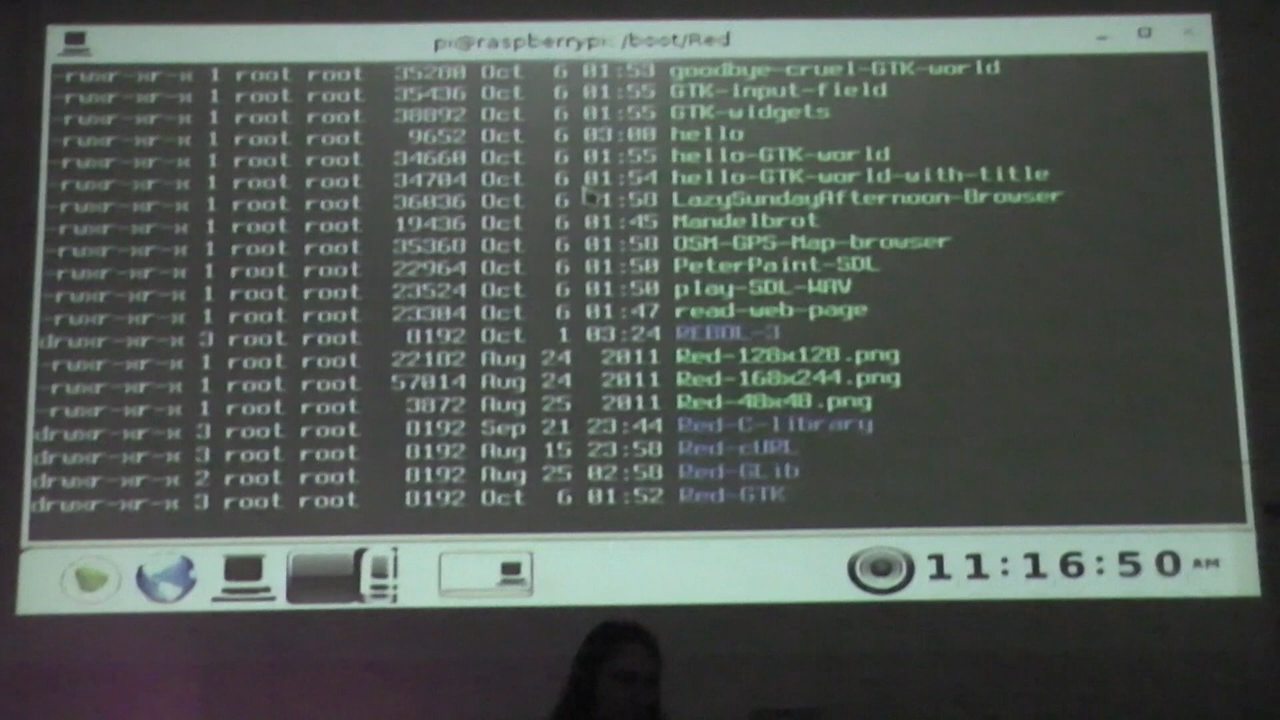 pi@raspberrypi: /boot/Red
-rwxr-xr-x 1 root root 35280 Oct 6 01:53 goodbye-cruel-GTK-world
-rwxr-xr-x 1 root root 35436 Oct 6 01:55 GTK-input-field
-rwxr-xr-x 1 root root 38892 Oct 6 01:55 GTK-widgets
-rwxr-xr-x 1 root root 9652 Oct 6 03:00 hello
-rwxr-xr-x 1 root root 34660 Oct 6 01:55 hello-GTK-world
-rwxr-xr-x 1 root root 34704 Oct 6 01:54 hello-GTK-world-with-title
-rwxr-xr-x 1 root root 36036 Oct 6 01:58 LazySundayAfternoon-Browser
-rwxr-xr-x 1 root root 19436 Oct 6 01:45 Mandelbrot
-rwxr-xr-x 1 root root 35360 Oct 6 01:58 OSM-GPS-Map-browser
-rwxr-xr-x 1 root root 22964 Oct 6 01:50 PeterPaint-SDL
-rwxr-xr-x 1 root root 23524 Oct 6 01:50 play-SDL-WAV
-rwxr-xr-x 1 root root 23304 Oct 6 01:47 read-web-page
drwxr-xr-x 3 root root 8192 Oct 1 03:24 REBOL-3
-rwxr-xr-x 1 root root 22182 Aug 24 2011 Red-128x128.png
-rwxr-xr-x 1 root root 57014 Aug 24 2011 Red-168x244.png
-rwxr-xr-x 1 root root 3872 Aug 25 2011 Red-48x48.png
drwxr-xr-x 3 root root 8192 Sep 21 23:44 Red-C-library
drwxr-xr-x 3 root root 8192 Aug 15 23:58 Red-cURL
drwxr-xr-x 2 root root 8192 Aug 25 02:58 Red-GLib
drwxr-xr-x 3 root root 8192 Oct 6 01:52 Red-GTK
11:16:50 AM